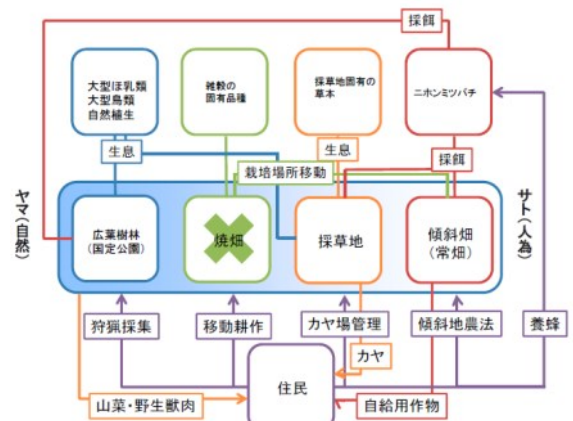 採餌
大型ほ乳類
大型鳥類
自然植生
雑穀の
固有品種
採草地固有の
草本
ニホンミツバチ
生息
生息
採餌
栽培場所移動
ヤマ(自然)
広葉樹林
(国定公園)
焼畑
採草地
傾斜畑
(常畑)
サト(人為)
狩猟採集
移動耕作
カヤ場管理
傾斜地農法
養蜂
カヤ
住民
山菜・野生獣肉
自給用作物